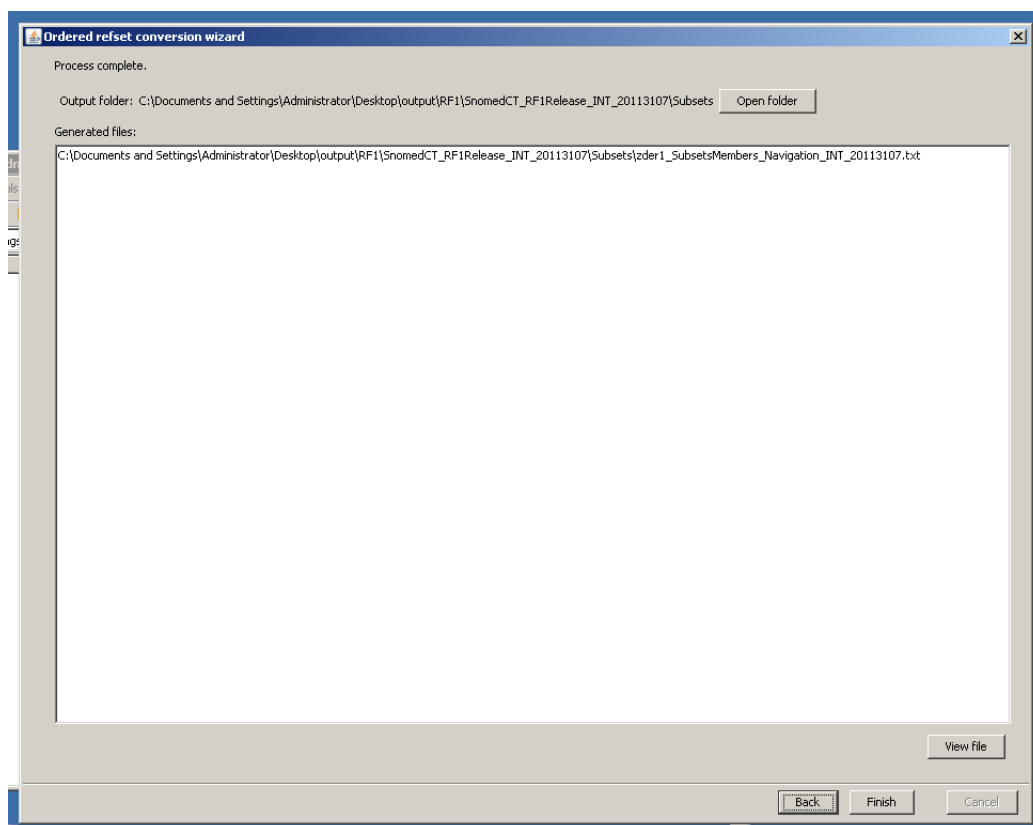 Ordered refset conversion wizard
Process complete.
Output folder: C:\Documents and Settings\Administrator\Desktop\output\RF1\SnomedCT_RF1Release_INT_20113107\Subsets Open folder
Generated files:
C:\Documents and Settings\Administrator\Desktop\output\RF1\SnomedCT_RF1Release_INT_20113107\Subsets\zder1_SubsetsMembers_Navigation_INT_20113107.txt
View file
Back Finish Cancel